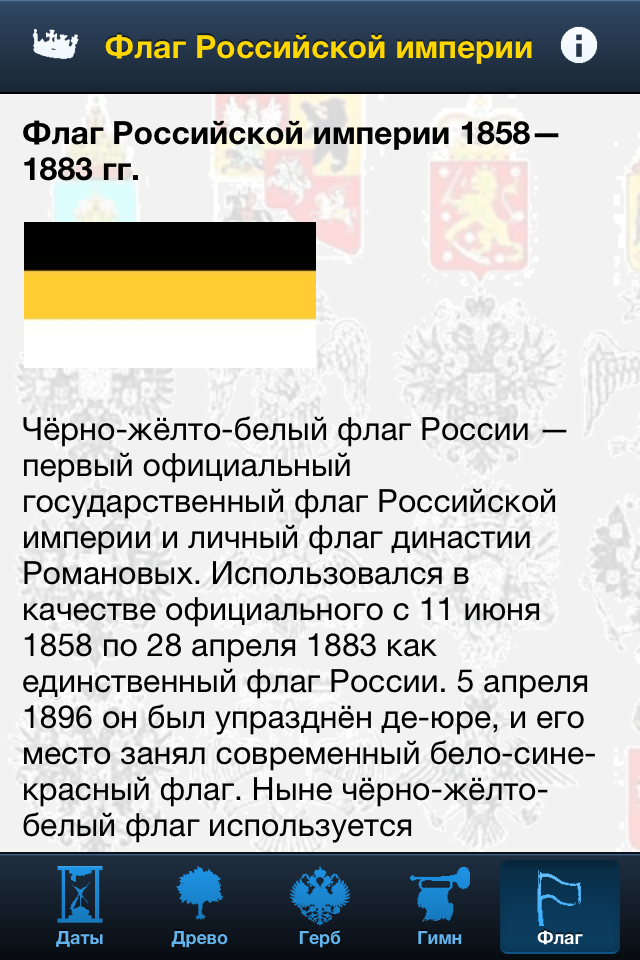 Флаг Российской империи
Флаг Российской империи 1858—
1883 гг.
Чёрно-жёлто-белый флаг России —
первый официальный
государственный флаг Российской
империи и личный флаг династии
Романовых. Использовался в
качестве официального с 11 июня
1858 по 28 апреля 1883 как
единственный флаг России. 5 апреля
1896 он был упразднён де-юре, и его
место занял современный бело-сине-
красный флаг. Ныне чёрно-жёлто-
белый флаг используется
Даты
Древо
Герб
Гимн
Флаг